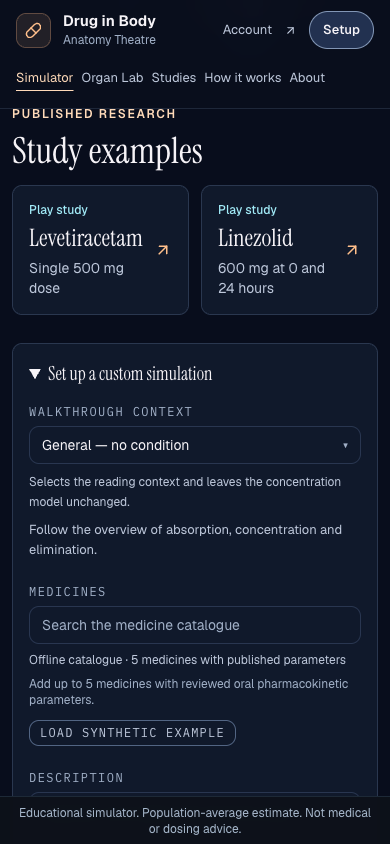 Drug in Body
Anatomy Theatre
Account ↗
Setup
Simulator Organ Lab Studies How it works About
PUBLISHED RESEARCH
Study examples
Play study
Levetiracetam
Single 500 mg
dose
↗
Play study
Linezolid
600 mg at 0 and
24 hours
↗
▼ Set up a custom simulation
WALKTHROUGH CONTEXT
General — no condition
Selects the reading context and leaves the concentration
model unchanged.
Follow the overview of absorption, concentration and
elimination.
MEDICINES
Search the medicine catalogue
Offline catalogue · 5 medicines with published parameters
Add up to 5 medicines with reviewed oral pharmacokinetic
parameters.
LOAD SYNTHETIC EXAMPLE
DESCRIPTION
Educational simulator. Population-average estimate. Not medical
or dosing advice.